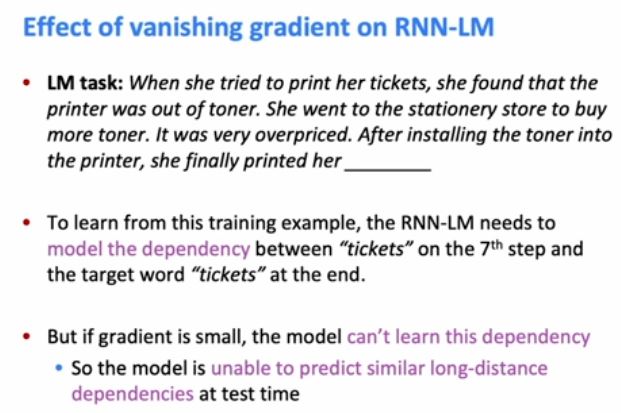 Effect of vanishing gradient on RNN-LM
• LM task: When she tried to print her tickets, she found that the
printer was out of toner. She went to the stationery store to buy
more toner. It was very overpriced. After installing the toner into
the printer, she finally printed her ________
• To learn from this training example, the RNN-LM needs to
model the dependency between “tickets” on the 7th step and
the target word “tickets” at the end.
• But if gradient is small, the model can’t learn this dependency
• So the model is unable to predict similar long-distance
dependencies at test time